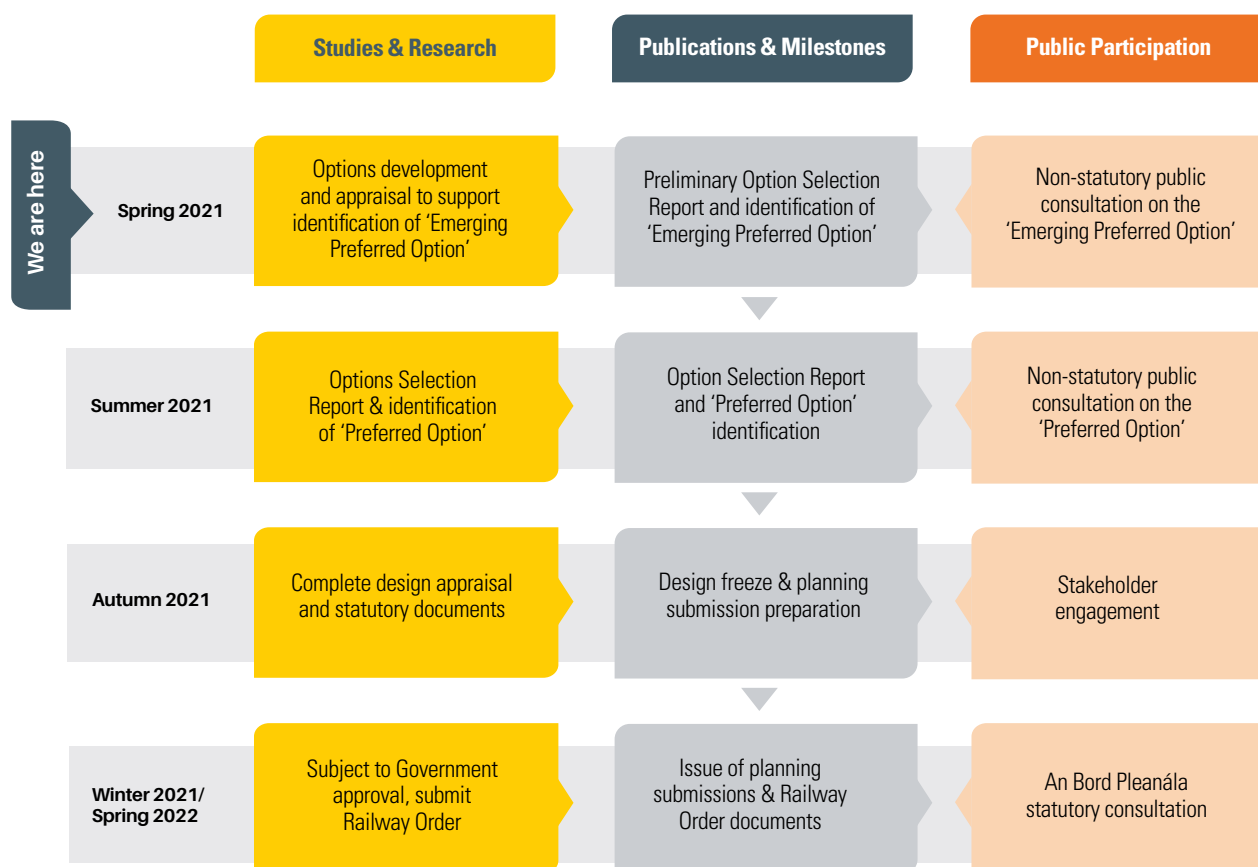 Studies & Research
Publications & Milestones
Public Participation
We are here
Spring 2021
Options development
and appraisal to support
identification of ‘Emerging
Preferred Option’
Preliminary Option Selection
Report and identification of
‘Emerging Preferred Option’
Non-statutory public
consultation on the
‘Emerging Preferred Option’
Summer 2021
Options Selection
Report & identification
of ‘Preferred Option’
Option Selection Report
and ‘Preferred Option’
identification
Non-statutory public
consultation on the
‘Preferred Option’
Autumn 2021
Complete design appraisal
and statutory documents
Design freeze & planning
submission preparation
Stakeholder
engagement
Winter 2021/
Spring 2022
Subject to Government
approval, submit
Railway Order
Issue of planning
submissions & Railway
Order documents
An Bord Pleanála
statutory consultation